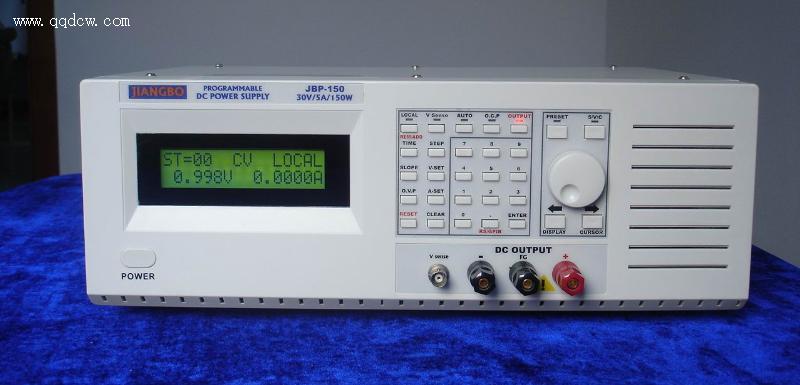 www.qqdcw.com
JIANGBO
PROGRAMMABLE
DC POWER SUPPLY
JBP-150
30V/5A/150W
ST=00 CV LOCAL
0.998V 0.0000A
POWER
LOCAL V Sense AUTO O.C.P OUTPUT
TIME STEP 7 8 9
SLOPE V-SET 4 5 6
O.V.P A-SET 1 2 3
RESET CLEAR 0 . ENTER
RS/GPIB
PRESET S/V/C
DISPLAY CURSOR
DC OUTPUT
V sense - FG +